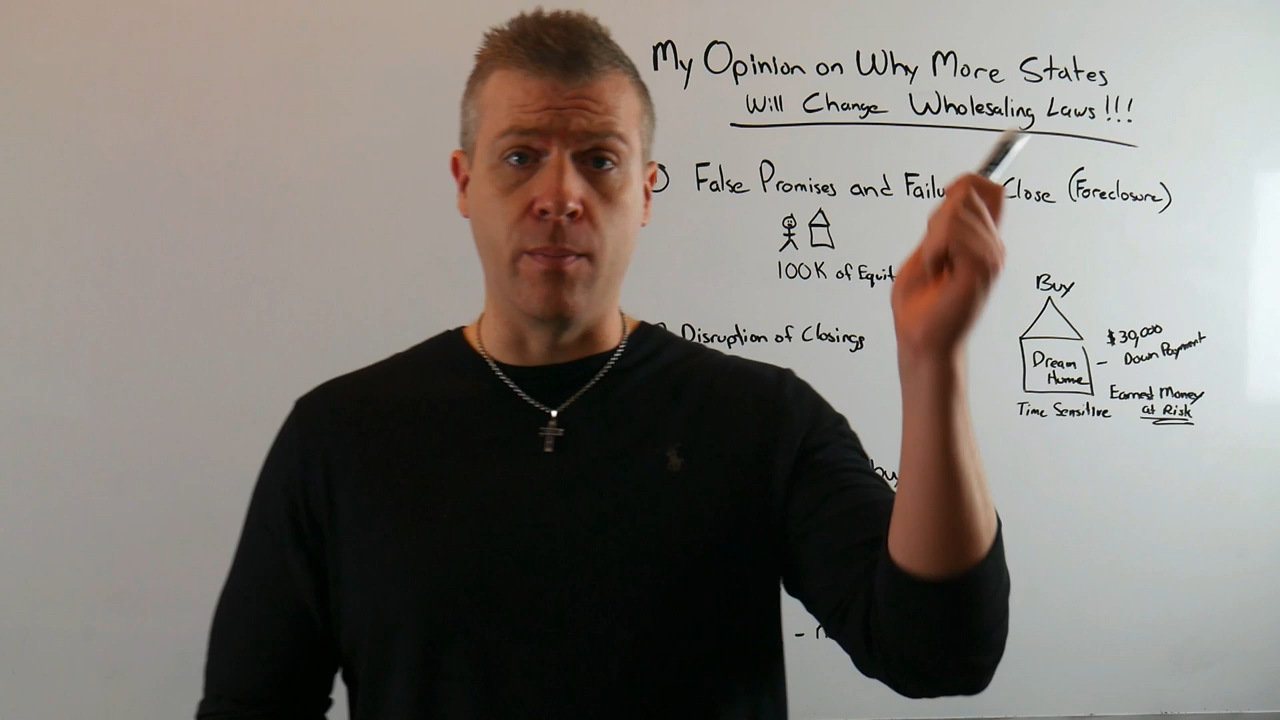 My Opinion on Why More States
Will Change Wholesaling Laws!!!
False Promises and Failu Close (Foreclosure)
100K of Equit
Disruption of Closings
Buy
Dream
Home
Time Sensitive
$30,000
- Down Payment
Earned Money
at Risk
buy